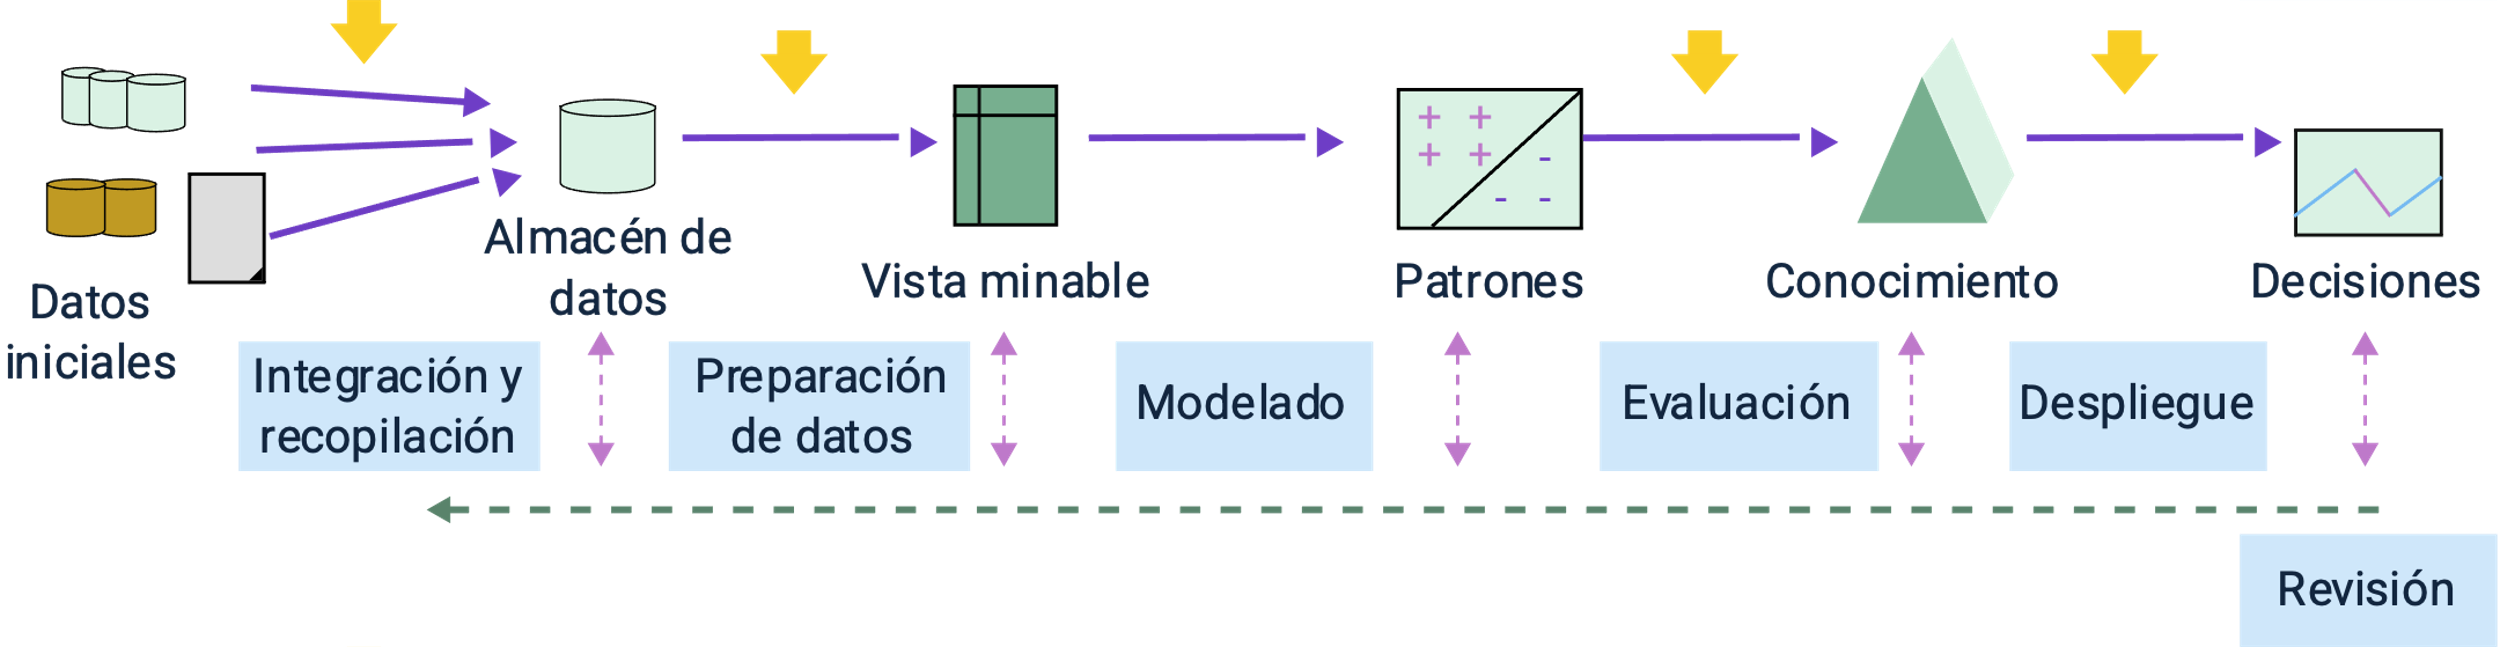 Datos
iniciales
Almacén de
datos
Vista minable
Patrones
Conocimiento
Decisiones
Integración y
recopilación
Preparación
de datos
Modelado
Evaluación
Despliegue
Revisión